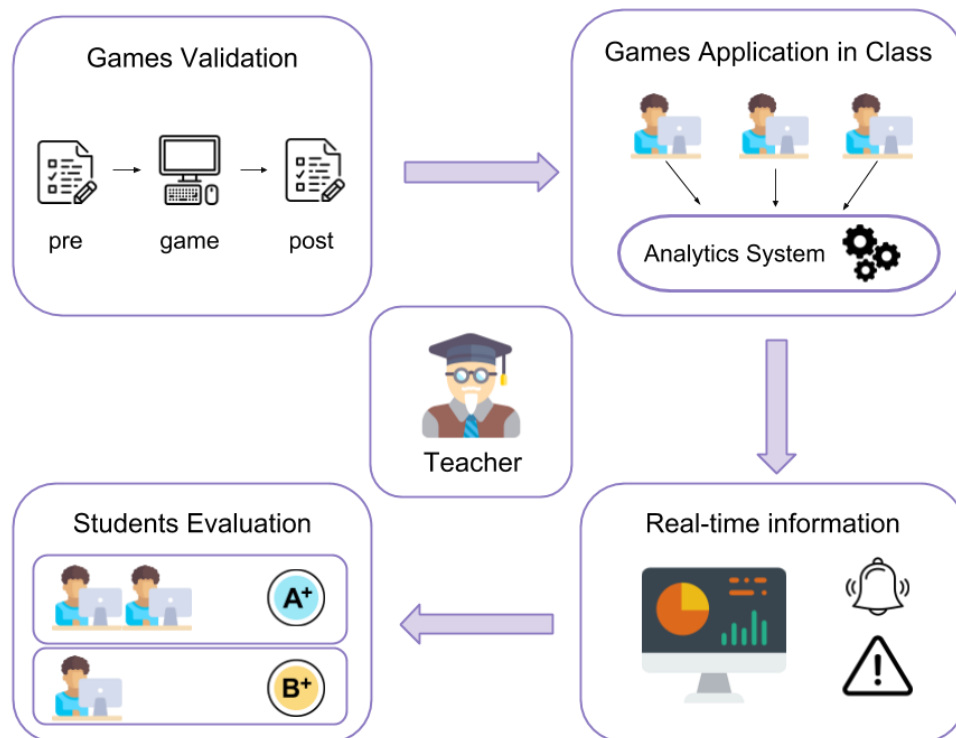 Games Validation
pre
game
post
Games Application in Class
Analytics System
Teacher
Students Evaluation
A+
B+
Real-time information
!